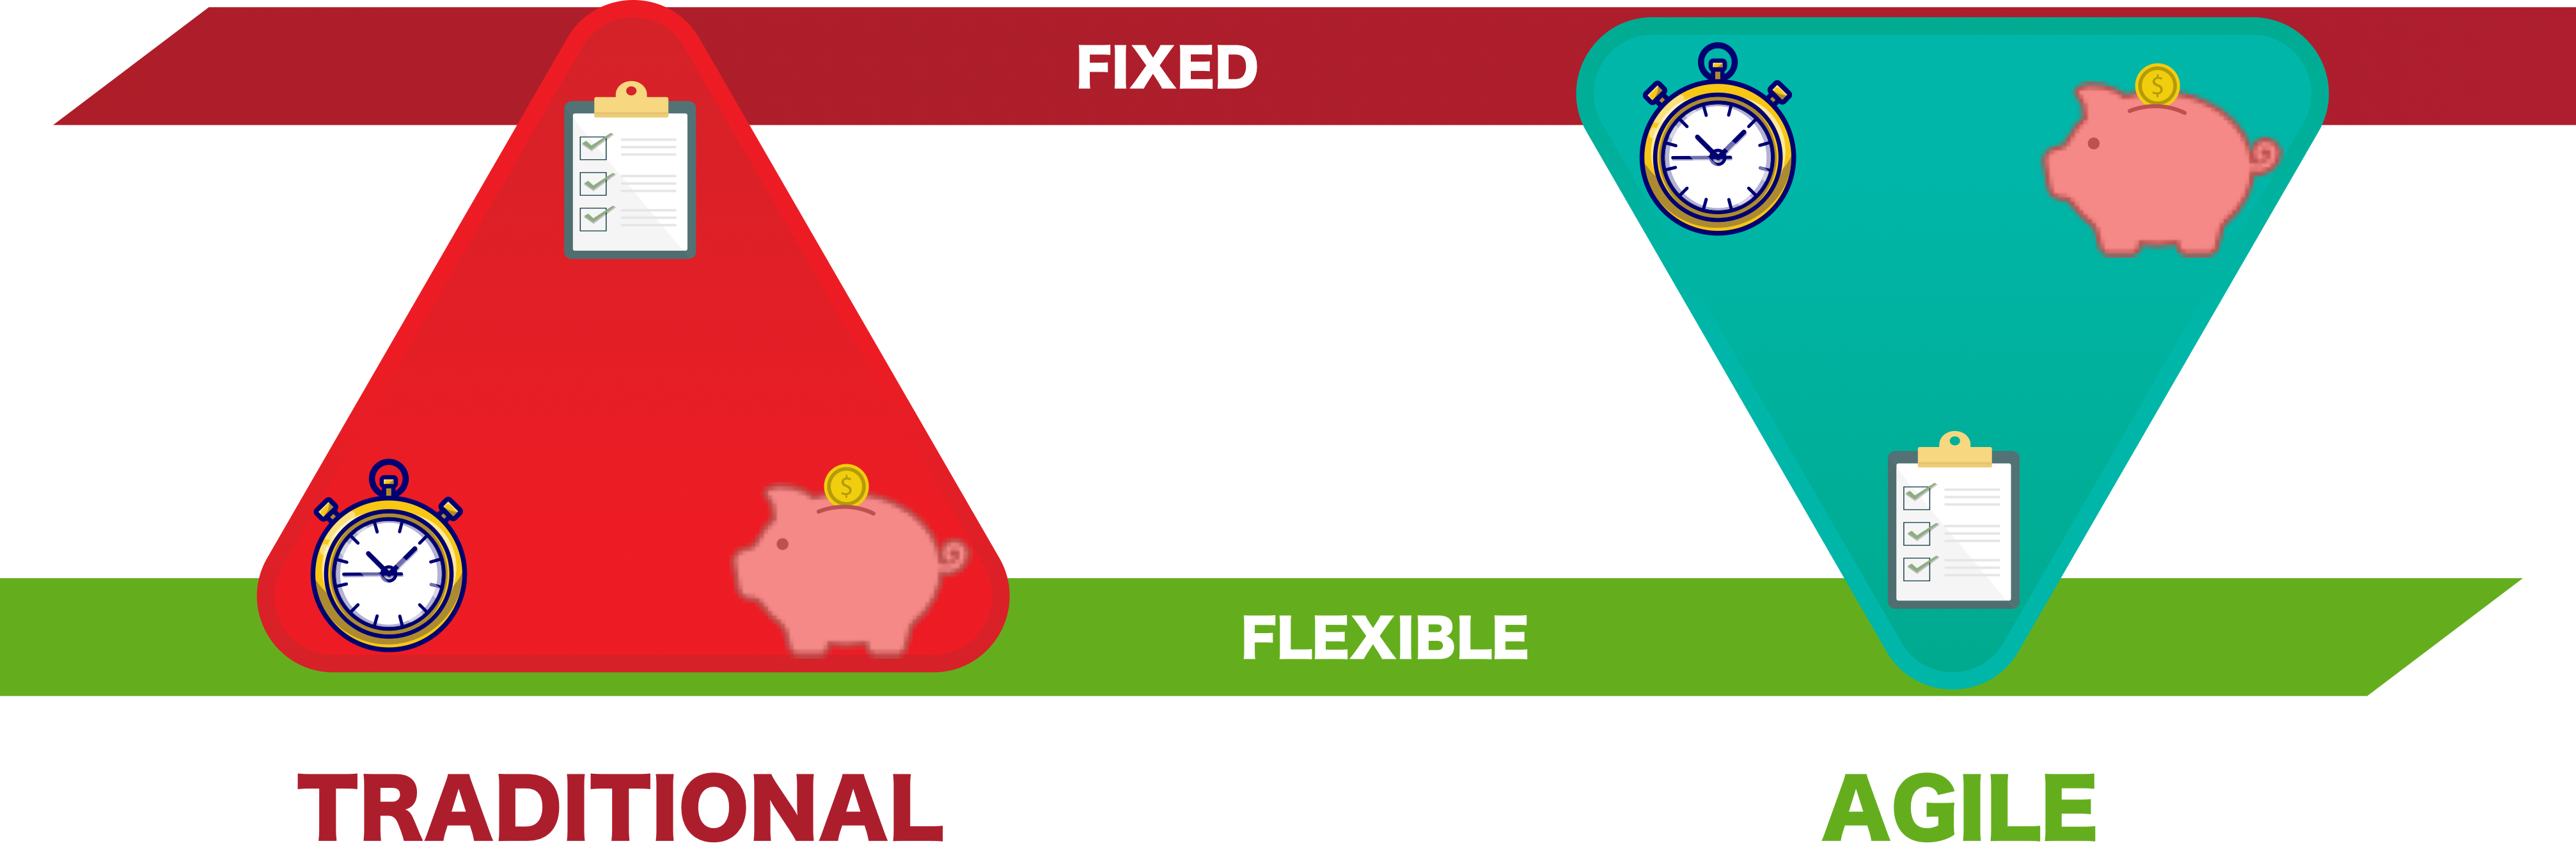 FIXED
$
$
FLEXIBLE
TRADITIONAL
AGILE